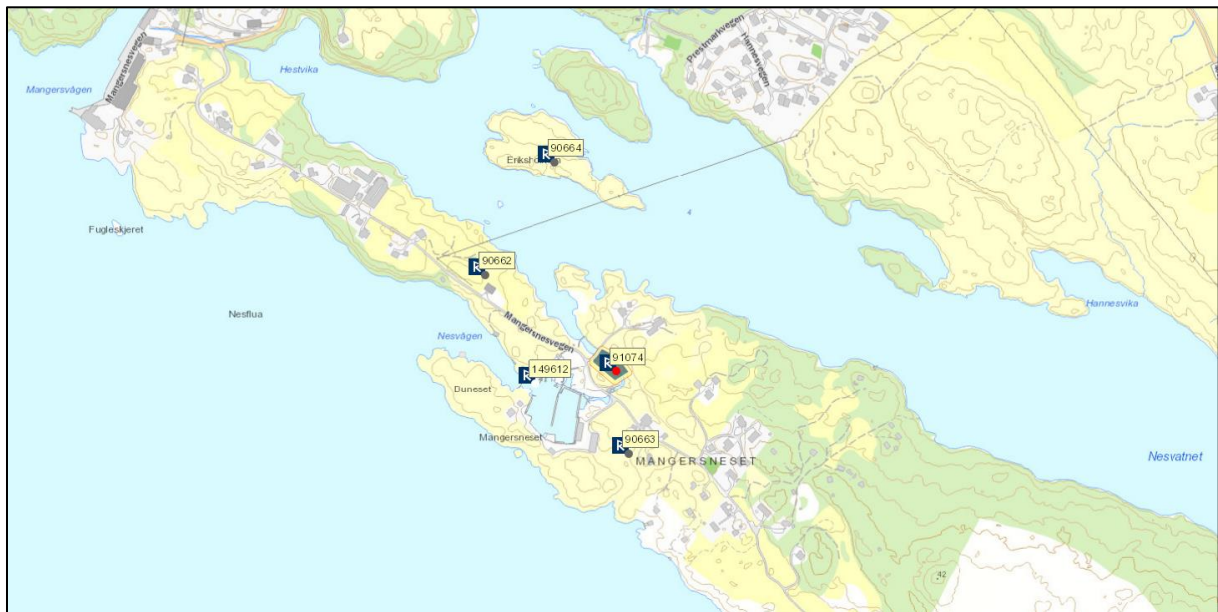 Mangersnesvegen
Hestvika
Mangersvågen
Prestmarkvegen
Hannesvegen
R 90664
Fugleskjeret
4
R 90662
Hannesvika
Nesflua
Mangersnesvegen
Nesvågen
R 91074
R 149612
Duneset
Mangersneset
R 90663
MANGERSNESET
Nesvatnet
42